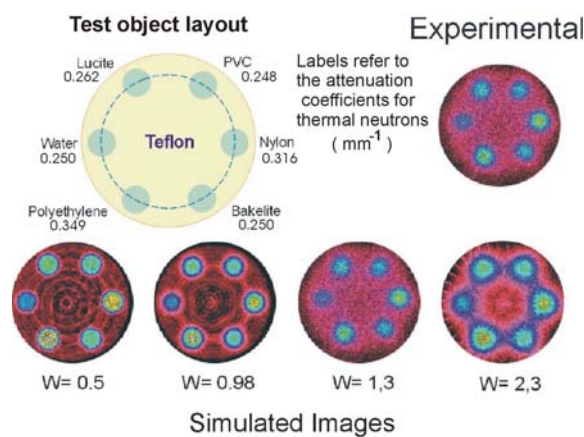 Test object layout
Experimental
Lucite
0.262
PVC
0.248
Labels refer to
the attenuation
coefficients for
thermal neutrons
( mm-1 )
Water
0.250
Teflon
Nylon
0.316
Polyethylene
0.349
Bakelite
0.250
W= 0.5
W= 0.98
W= 1,3
W= 2,3
Simulated Images